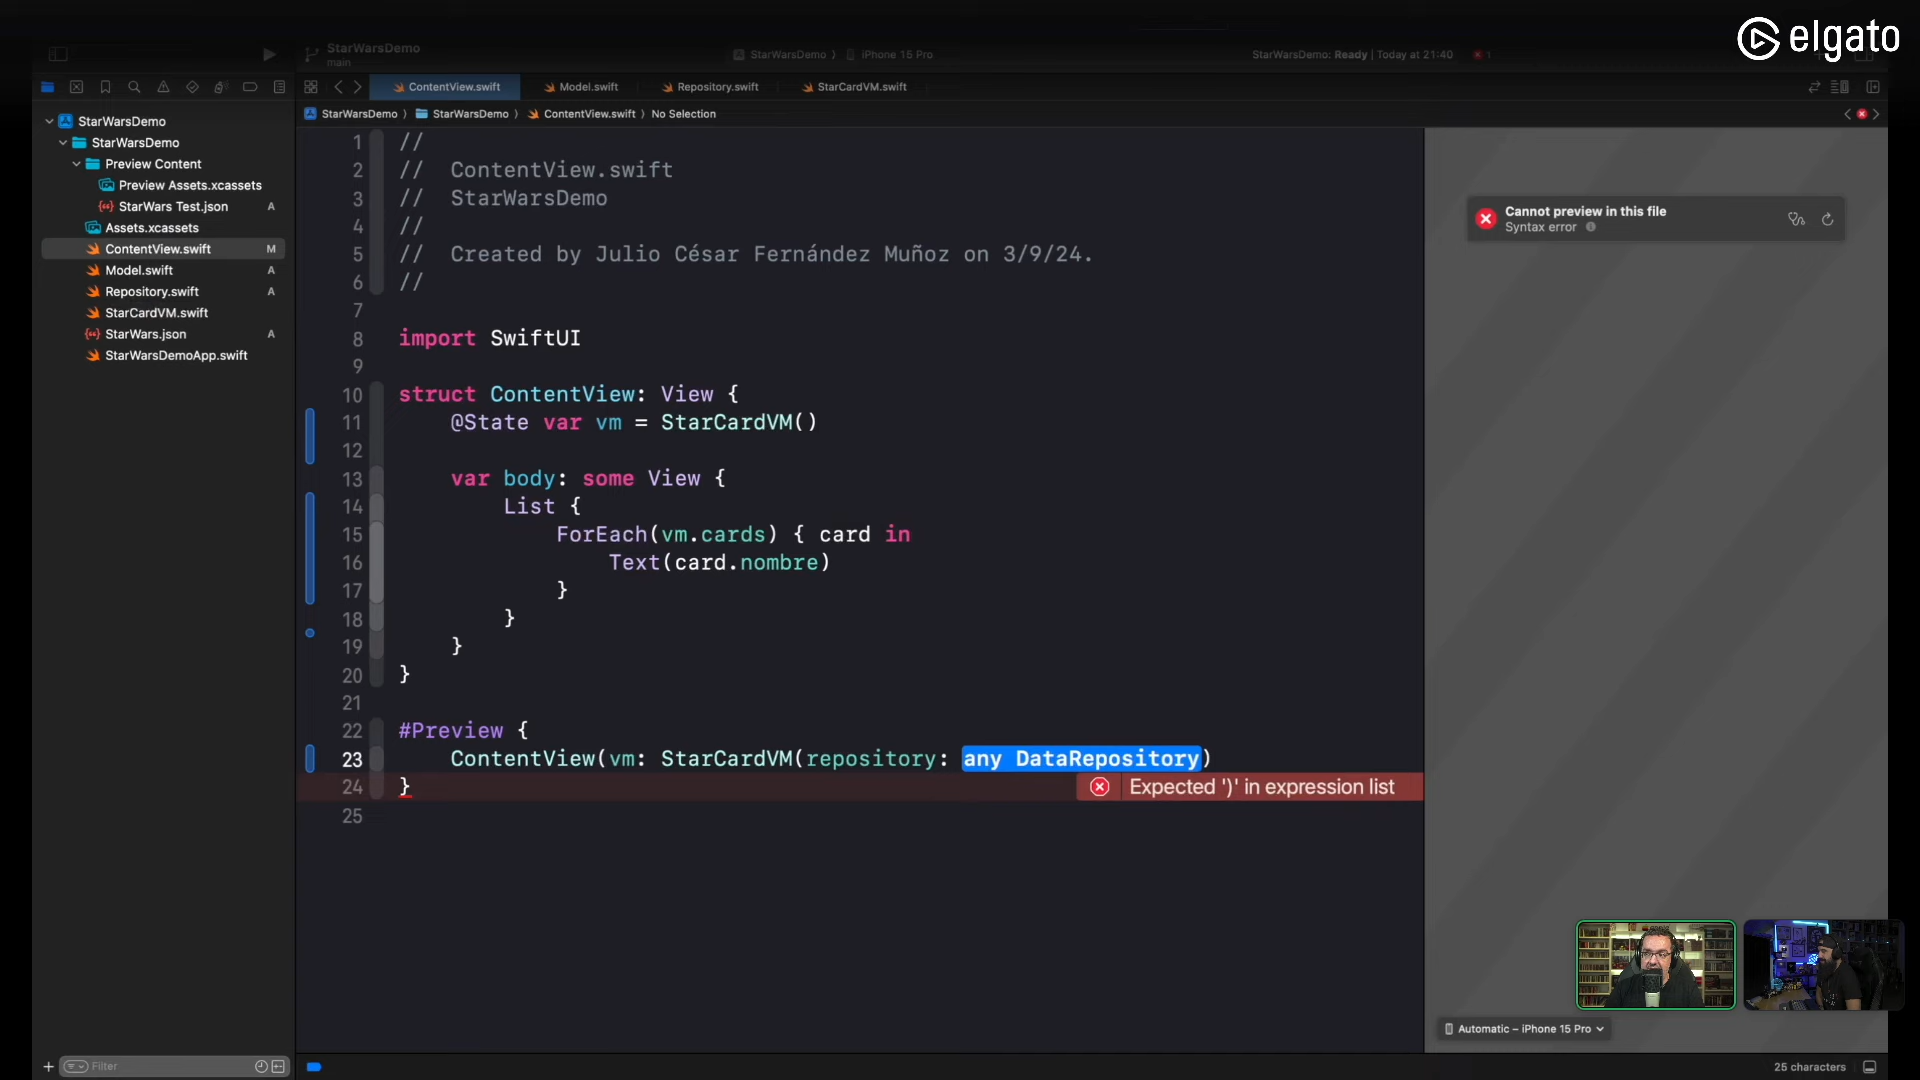 elgato
StarWarsDemo
main
StarWarsDemo
iPhone 15 Pro
StarWarsDemo: Ready | Today at 21:40
1
ContentView.swift
Model.swift
Repository.swift
StarCardVM.swift
StarWarsDemo
StarWarsDemo
ContentView.swift
No Selection
StarWarsDemo
StarWarsDemo
Preview Content
Preview Assets.xcassets
StarWars Test.json A
Assets.xcassets
ContentView.swift M
Model.swift A
Repository.swift A
StarCardVM.swift
StarWars.json A
StarWarsDemoApp.swift
1 //
2 //  ContentView.swift
3 //  StarWarsDemo
4 //
5 //  Created by Julio César Fernández Muñoz on 3/9/24.
6 //
7
8 import SwiftUI
9
10 struct ContentView: View {
11     @State var vm = StarCardVM()
12
13     var body: some View {
14         List {
15             ForEach(vm.cards) { card in
16                 Text(card.nombre)
17             }
18         }
19     }
20 }
21
22 #Preview {
23     ContentView(vm: StarCardVM(repository: any DataRepository)
24 } Expected ')' in expression list
25
Cannot preview in this file
Syntax error
Automatic – iPhone 15 Pro
Filter
25 characters